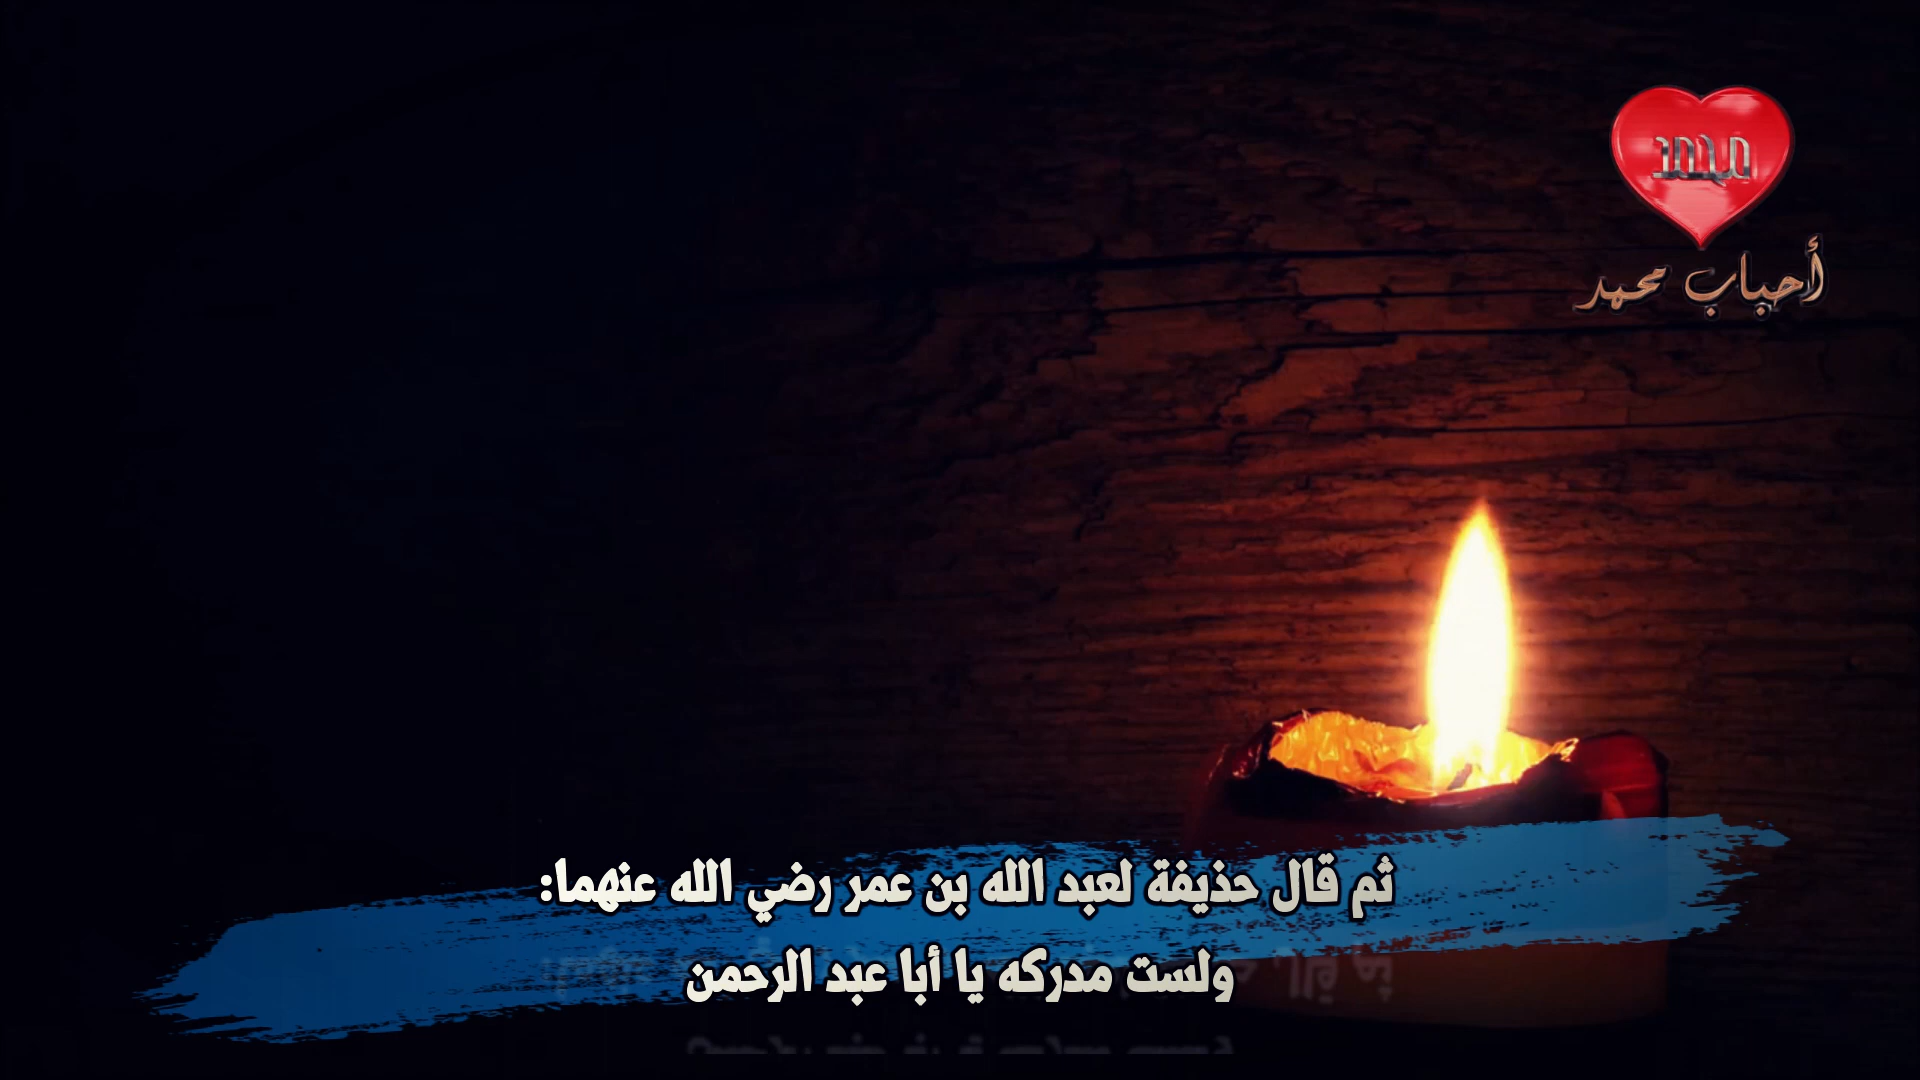 محمد
أحباب محمد
ثم قال حذيفة لعبد الله بن عمر رضي الله عنهما:
ولست مدركه يا أبا عبد الرحمن